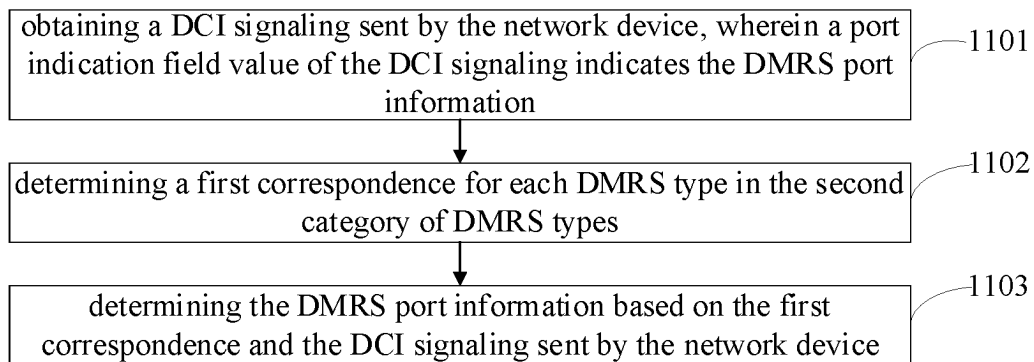 obtaining a DCI signaling sent by the network device, wherein a port
indication field value of the DCI signaling indicates the DMRS port
information
1101
determining a first correspondence for each DMRS type in the second
category of DMRS types
1102
determining the DMRS port information based on the first
correspondence and the DCI signaling sent by the network device
1103